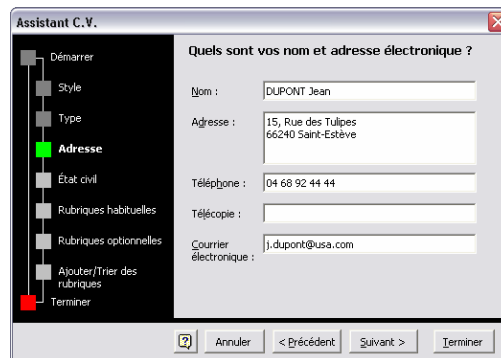 Assistant C.V.
Démarrer
Style
Type
Adresse
État civil
Rubriques habituelles
Rubriques optionnelles
Ajouter/Trier des
rubriques
Terminer
Quels sont vos nom et adresse électronique ?
Nom :
DUPONT Jean
Adresse :
15, Rue des Tulipes
66240 Saint-Estève
Téléphone :
04 68 92 44 44
Télécopie :
Courrier
électronique :
j.dupont@usa.com
?
Annuler
< Précédent
Suivant >
Terminer